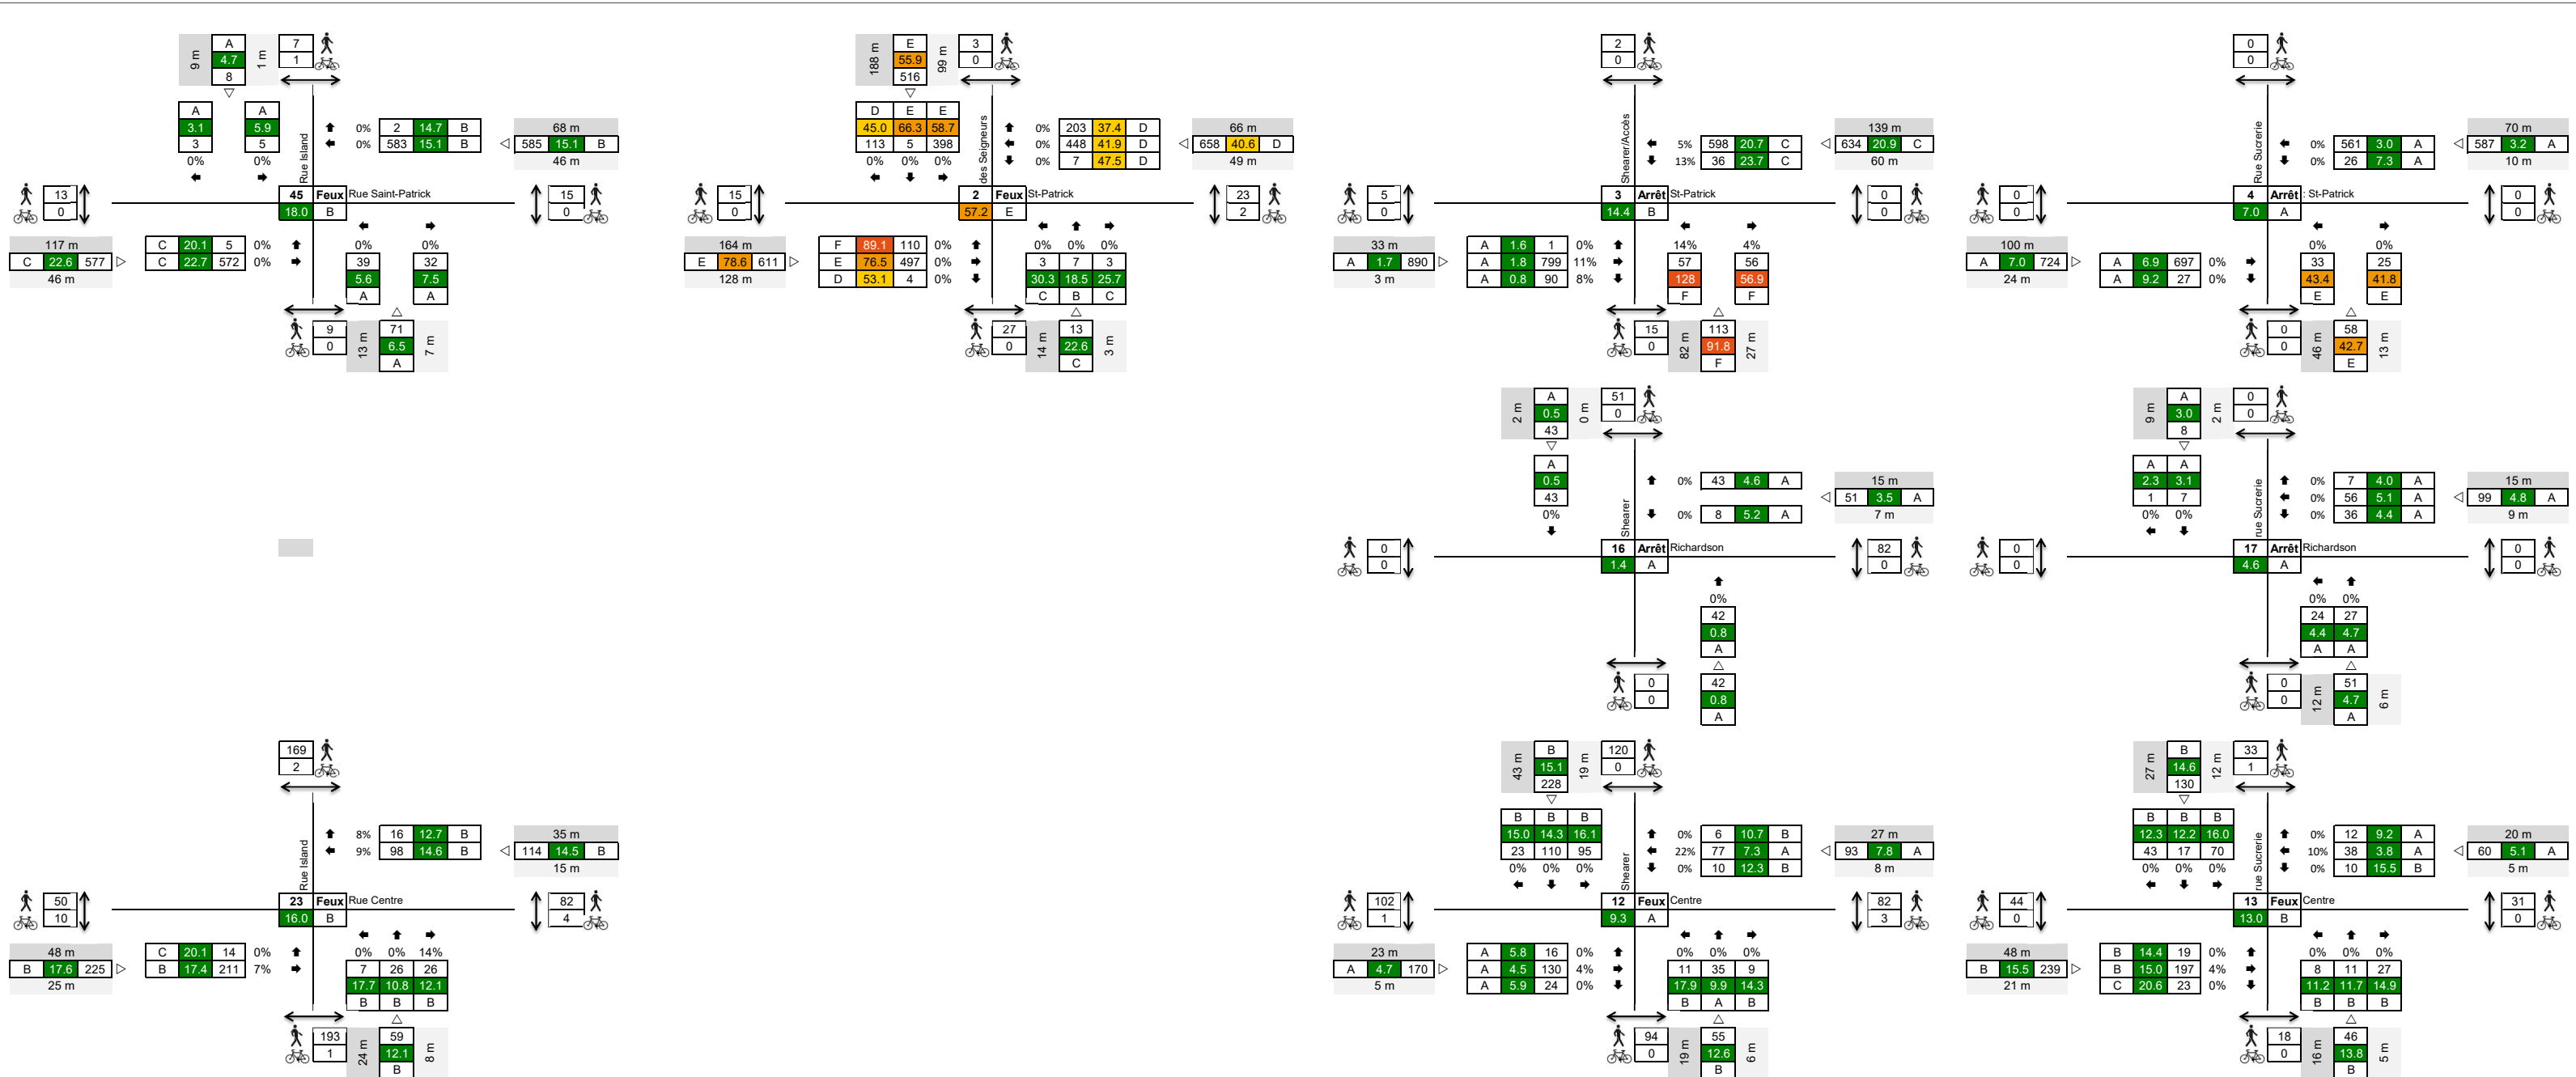 A 7
9 m 4.7 1 m 1
8
A A
3.1 5.9
3 5
0% 0%
Rue Island
0% 2 14.7 B
0% 583 15.1 B
68 m
585 15.1 B
46 m
13
0
45 Feux Rue Saint-Patrick
18.0 B
15
0
117 m
C 22.6 577
46 m
C 20.1 5 0%
C 22.7 572 0%
0% 0%
39 32
5.6 7.5
A A
9
0
13 m 71 7 m
6.5
A
E 3
188 m 55.9 99 m 0
516
D E E
45.0 66.3 58.7
113 5 398
0% 0% 0%
des Seigneurs
0% 203 37.4 D
0% 448 41.9 D
0% 7 47.5 D
66 m
658 40.6 D
49 m
15
0
2 Feux St-Patrick
57.2 E
23
2
164 m
E 78.6 611
128 m
F 89.1 110 0%
E 76.5 497 0%
D 53.1 4 0%
0% 0% 0%
3 7 3
30.3 18.5 25.7
C B C
27
0
14 m 13 3 m
22.6
C
2
0
Shearer/Accès
5% 598 20.7 C
13% 36 23.7 C
139 m
634 20.9 C
60 m
5
0
3 Arrêt St-Patrick
14.4 B
0
0
33 m
A 1.7 890
3 m
A 1.6 1 0%
A 1.8 799 11%
A 0.8 90 8%
14% 4%
57 56
128 56.9
F F
15
0
82 m 113 27 m
91.8
F
0
0
Rue Sucrerie
0% 561 3.0 A
0% 26 7.3 A
70 m
587 3.2 A
10 m
0
0
4 Arrêt : St-Patrick
7.0 A
0
0
100 m
A 7.0 724
24 m
A 6.9 697 0%
A 9.2 27 0%
0% 0%
33 25
43.4 41.8
E E
0
0
46 m 58 13 m
42.7
E
A 51
2 m 0.5 0 m 0
43
A
0.5
43
0%
Shearer
0% 43 4.6 A
0% 8 5.2 A
15 m
51 3.5 A
7 m
0
0
16 Arrêt Richardson
1.4 A
82
0
0%
42
0.8
A
0
0
42
0.8
A
A 0
9 m 3.0 2 m 0
8
A A
2.3 3.1
1 7
0% 0%
rue Sucrerie
0% 7 4.0 A
0% 56 5.1 A
0% 36 4.4 A
15 m
99 4.8 A
9 m
0
0
17 Arrêt Richardson
4.6 A
0
0
0% 0%
24 27
4.4 4.7
A A
0
0
12 m 51 6 m
4.7
A
169
2
Rue Island
8% 16 12.7 B
9% 98 14.6 B
35 m
114 14.5 B
15 m
50
10
23 Feux Rue Centre
16.0 B
82
4
48 m
B 17.6 225
25 m
C 20.1 14 0%
B 17.4 211 7%
0% 0% 14%
7 26 26
17.7 10.8 12.1
B B B
193
1
24 m 59 8 m
12.1
B
B 120
43 m 15.1 19 m 0
228
B B B
15.0 14.3 16.1
23 110 95
0% 0% 0%
Shearer
0% 6 10.7 B
22% 77 7.3 A
0% 10 12.3 B
27 m
93 7.8 A
8 m
102
1
12 Feux Centre
9.3 A
82
3
23 m
A 4.7 170
5 m
A 5.8 16 0%
A 4.5 130 4%
A 5.9 24 0%
0% 0% 0%
11 35 9
17.9 9.9 14.3
B A B
94
0
19 m 55 6 m
12.6
B
B 33
27 m 14.6 12 m 1
130
B B B
12.3 12.2 16.0
43 17 70
0% 0% 0%
rue Sucrerie
0% 12 9.2 A
10% 38 3.8 A
0% 10 15.5 B
20 m
60 5.1 A
5 m
44
0
13 Feux Centre
13.0 B
31
0
48 m
B 15.5 239
21 m
B 14.4 19 0%
B 15.0 197 4%
C 20.6 23 0%
0% 0% 0%
8 11 27
11.2 11.7 14.9
B B B
18
0
16 m 46 5 m
13.8
B